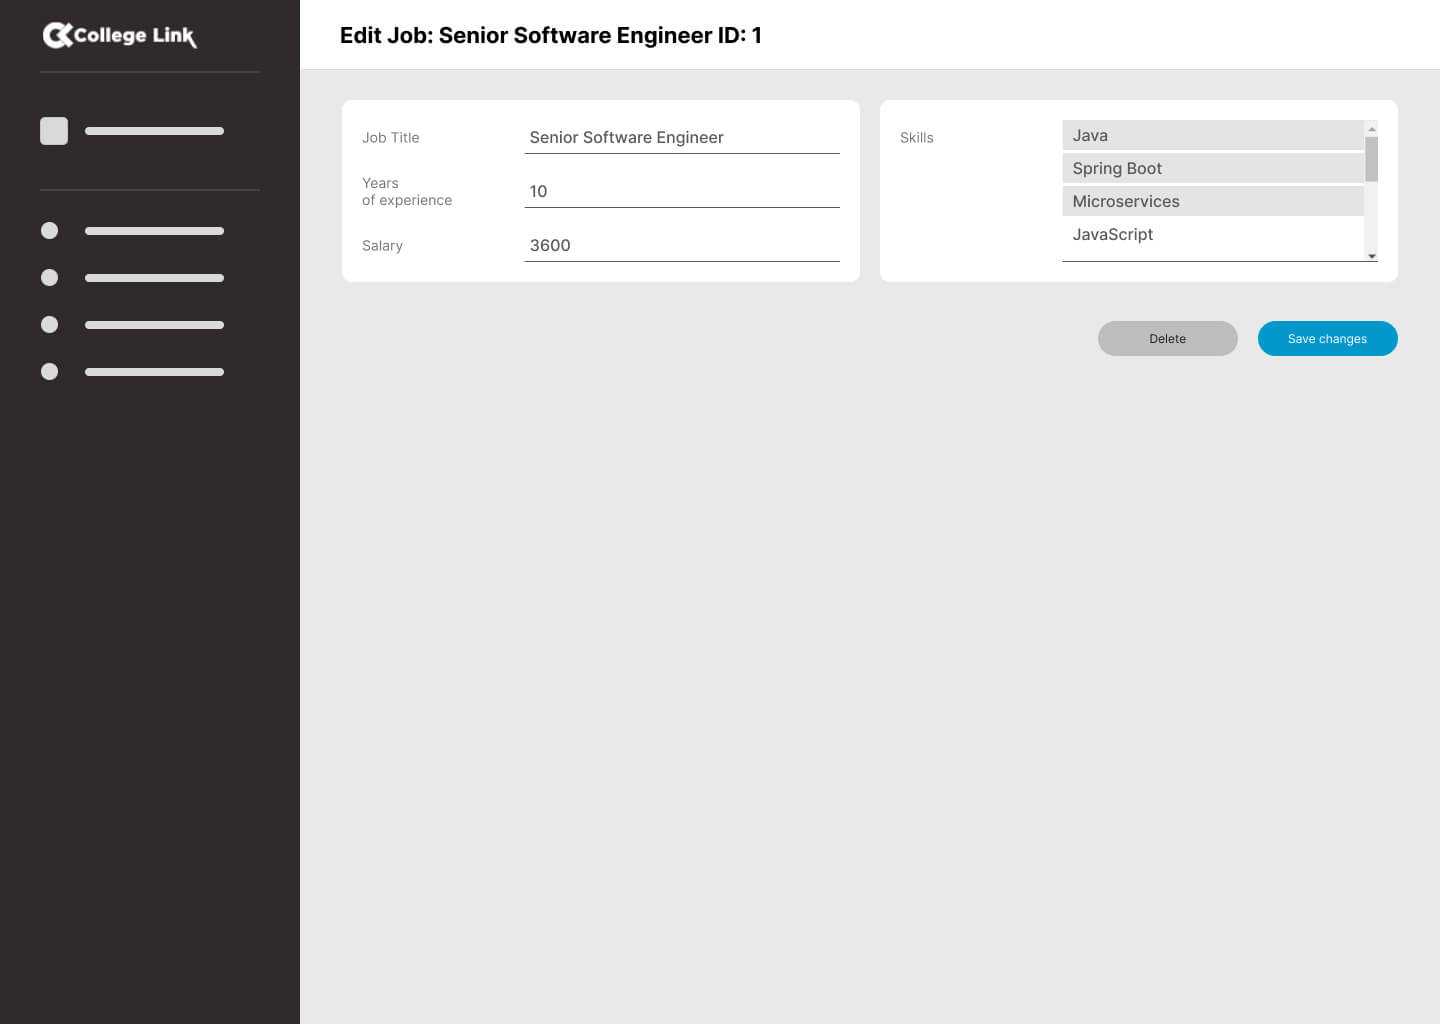 College Link
Edit Job: Senior Software Engineer ID: 1
Job Title
Senior Software Engineer
Years
of experience
10
Salary
3600
Skills
Java
Spring Boot
Microservices
JavaScript
Delete
Save changes